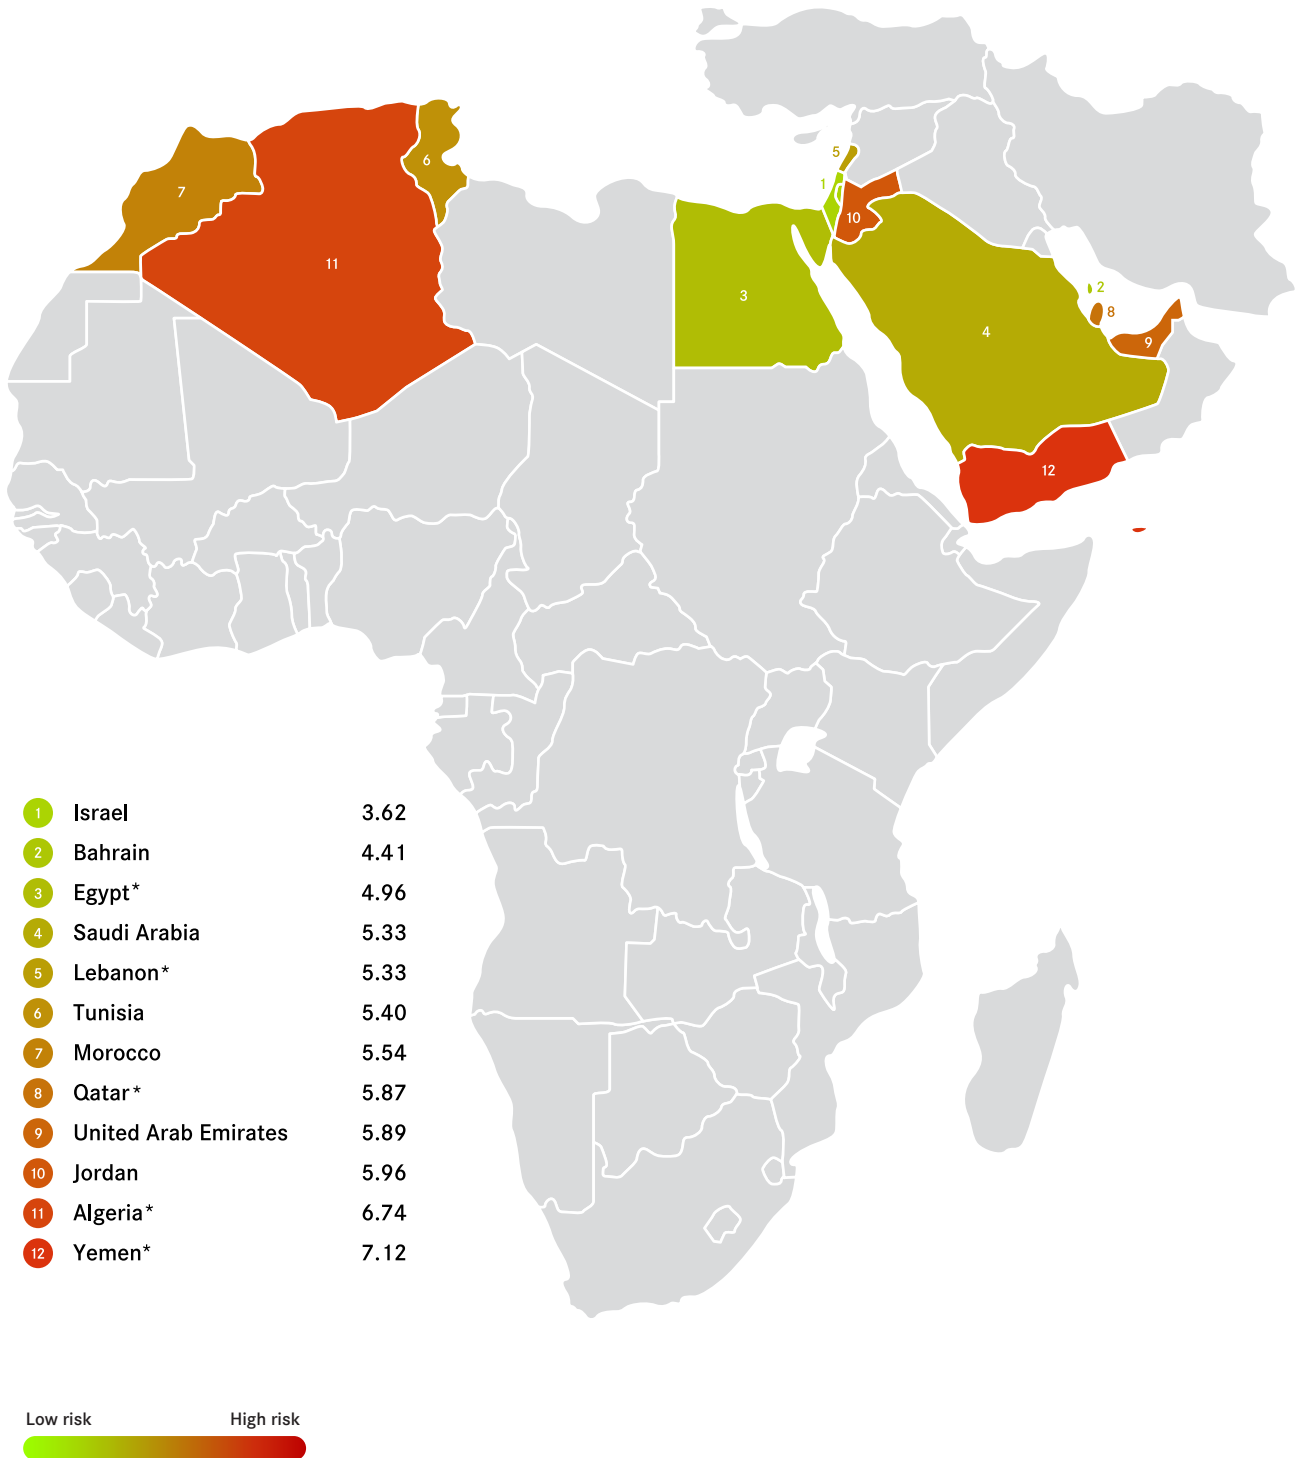 5
6
7
1
10
11
3
2
8
4
9
12
1 Israel 3.62
2 Bahrain 4.41
3 Egypt* 4.96
4 Saudi Arabia 5.33
5 Lebanon* 5.33
6 Tunisia 5.40
7 Morocco 5.54
8 Qatar* 5.87
9 United Arab Emirates 5.89
10 Jordan 5.96
11 Algeria* 6.74
12 Yemen* 7.12
Low risk High risk